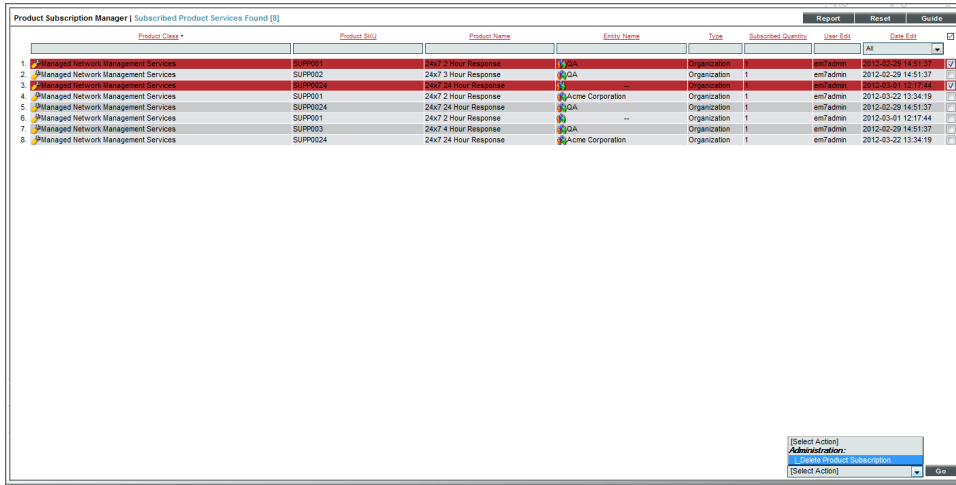 Product Subscription Manager | Subscribed Product Services Found [8] Report Reset Guide
Product Class • Product SKU Product Name Entity Name Type Subscribed Quantity User Edit Date Edit
All
1. Managed Network Management Services SUPP001 24x7 2 Hour Response QA Organization 1 em7admin 2012-02-29 14:51:37
2. Managed Network Management Services SUPP002 24x7 3 Hour Response QA Organization 1 em7admin 2012-02-29 14:51:37
3. Managed Network Management Services SUPP0024 24x7 24 Hour Response -- Organization 1 em7admin 2012-03-01 12:17:44
4. Managed Network Management Services SUPP001 24x7 2 Hour Response Acme Corporation Organization 1 em7admin 2012-03-22 13:34:19
5. Managed Network Management Services SUPP0024 24x7 24 Hour Response QA Organization 1 em7admin 2012-02-29 14:51:37
6. Managed Network Management Services SUPP001 24x7 2 Hour Response -- Organization 1 em7admin 2012-03-01 12:17:44
7. Managed Network Management Services SUPP003 24x7 4 Hour Response QA Organization 1 em7admin 2012-02-29 14:51:37
8. Managed Network Management Services SUPP0024 24x7 24 Hour Response Acme Corporation Organization 1 em7admin 2012-03-22 13:34:19
[Select Action]
Administration:
Delete Product Subscription
[Select Action] Go